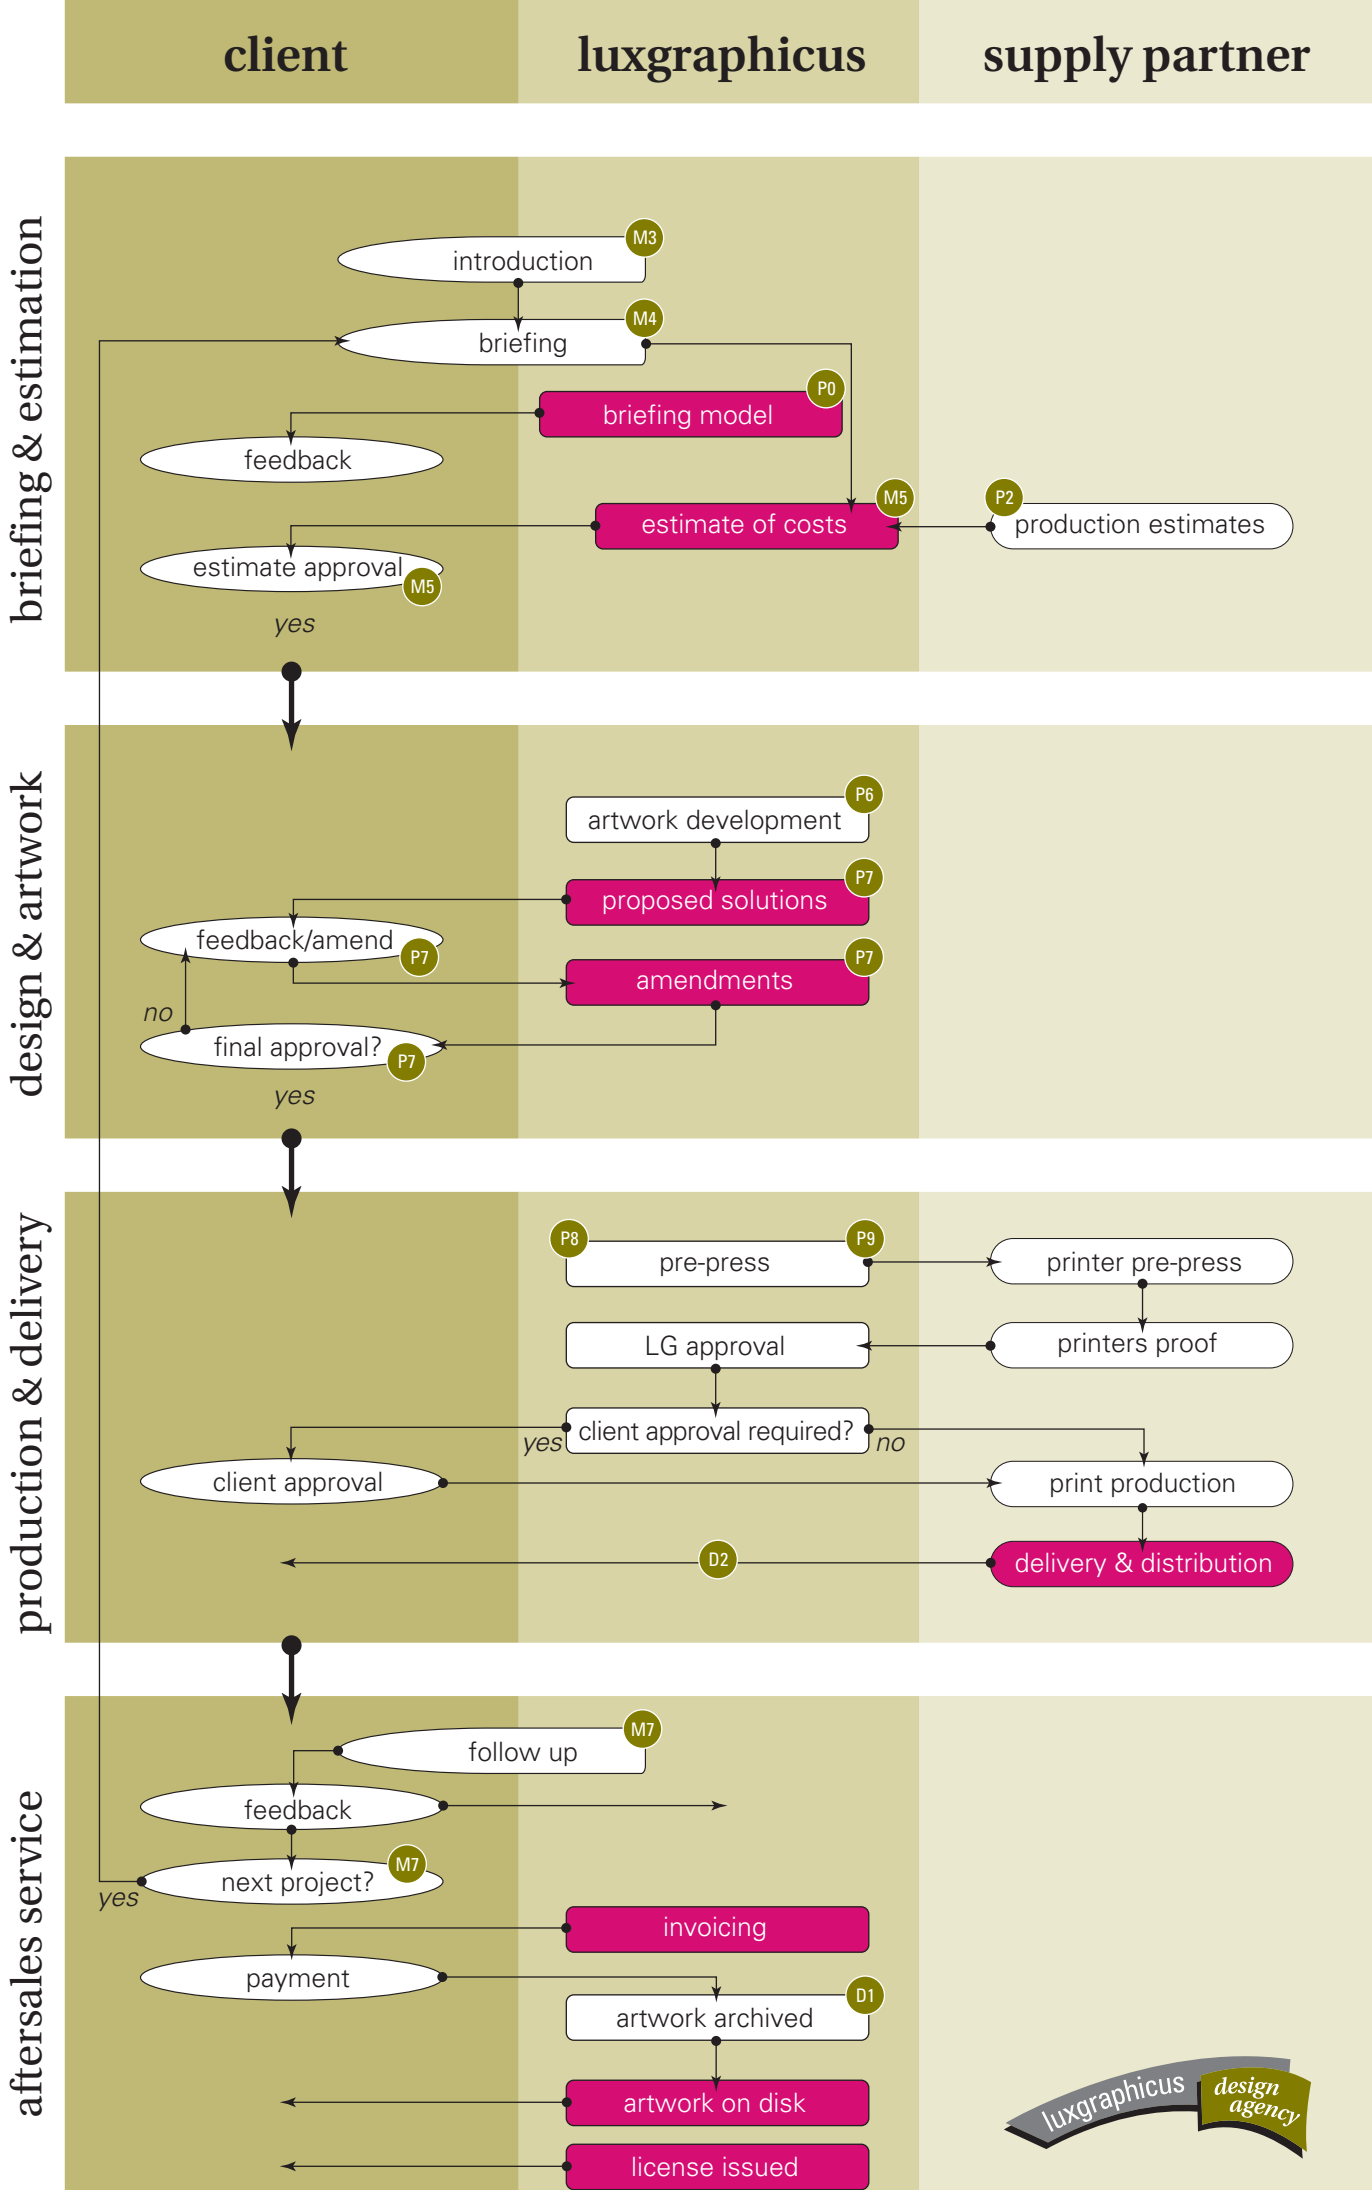 client
luxgraphicus
supply partner
briefing & estimation
M3
introduction
M4
briefing
P0
briefing model
feedback
M5
estimate of costs
P2
production estimates
estimate approval
M5
yes
design & artwork
P6
artwork development
P7
proposed solutions
feedback/amend
P7
P7
amendments
no
final approval?
P7
yes
production & delivery
P8
P9
pre-press
printer pre-press
LG approval
printers proof
client approval required?
yes
no
client approval
print production
D2
delivery & distribution
aftersales service
M7
follow up
feedback
M7
next project?
yes
invoicing
payment
D1
artwork archived
artwork on disk
license issued
luxgraphicus
design
agency